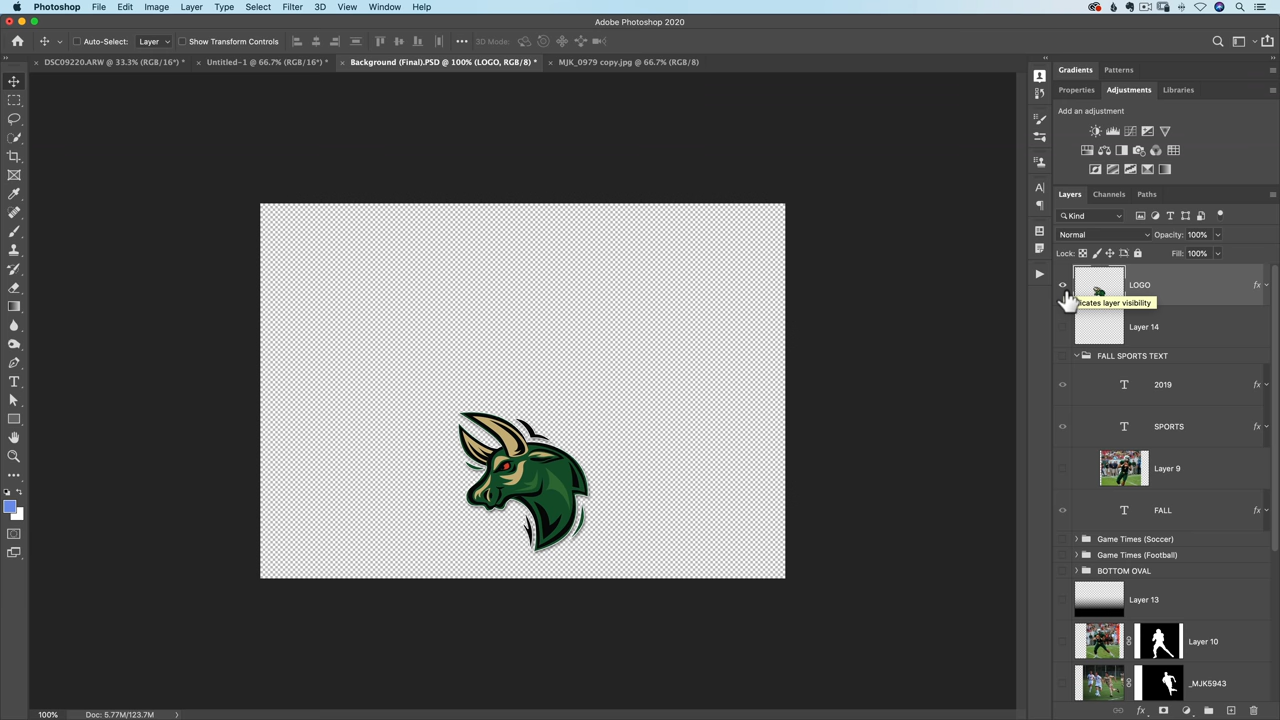 Photoshop File Edit Image Layer Type Select Filter 3D View Window Help
Adobe Photoshop 2020
Auto-Select: Layer Show Transform Controls 3D Mode:
DSC09220.ARW @ 33.3% (RGB/16*) * Untitled-1 @ 66.7% (RGB/16*) * Background (Final).PSD @ 100% (LOGO, RGB/8) * MJK_0979 copy.jpg @ 66.7% (RGB/8)
Gradients Patterns
Properties Adjustments Libraries
Add an adjustment
Layers Channels Paths
Kind
Normal Opacity: 100%
Lock: Fill: 100%
LOGO fx
icates layer visibility
Layer 14
FALL SPORTS TEXT
T 2019 fx
T SPORTS
Layer 9
T FALL fx
Game Times (Soccer)
Game Times (Football)
BOTTOM OVAL
Layer 13
Layer 10
_MJK5943
100% Doc: 5.77M/123.7M
fx